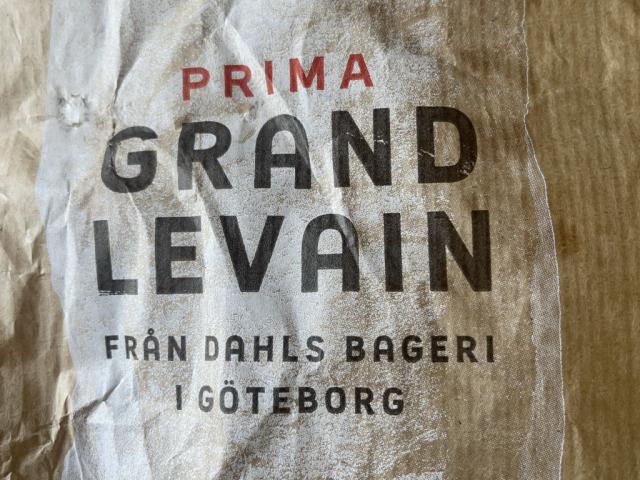 PRIMA
GRAND
LEVAIN
FRÅN DAHLS BAGERI
I GÖTEBORG